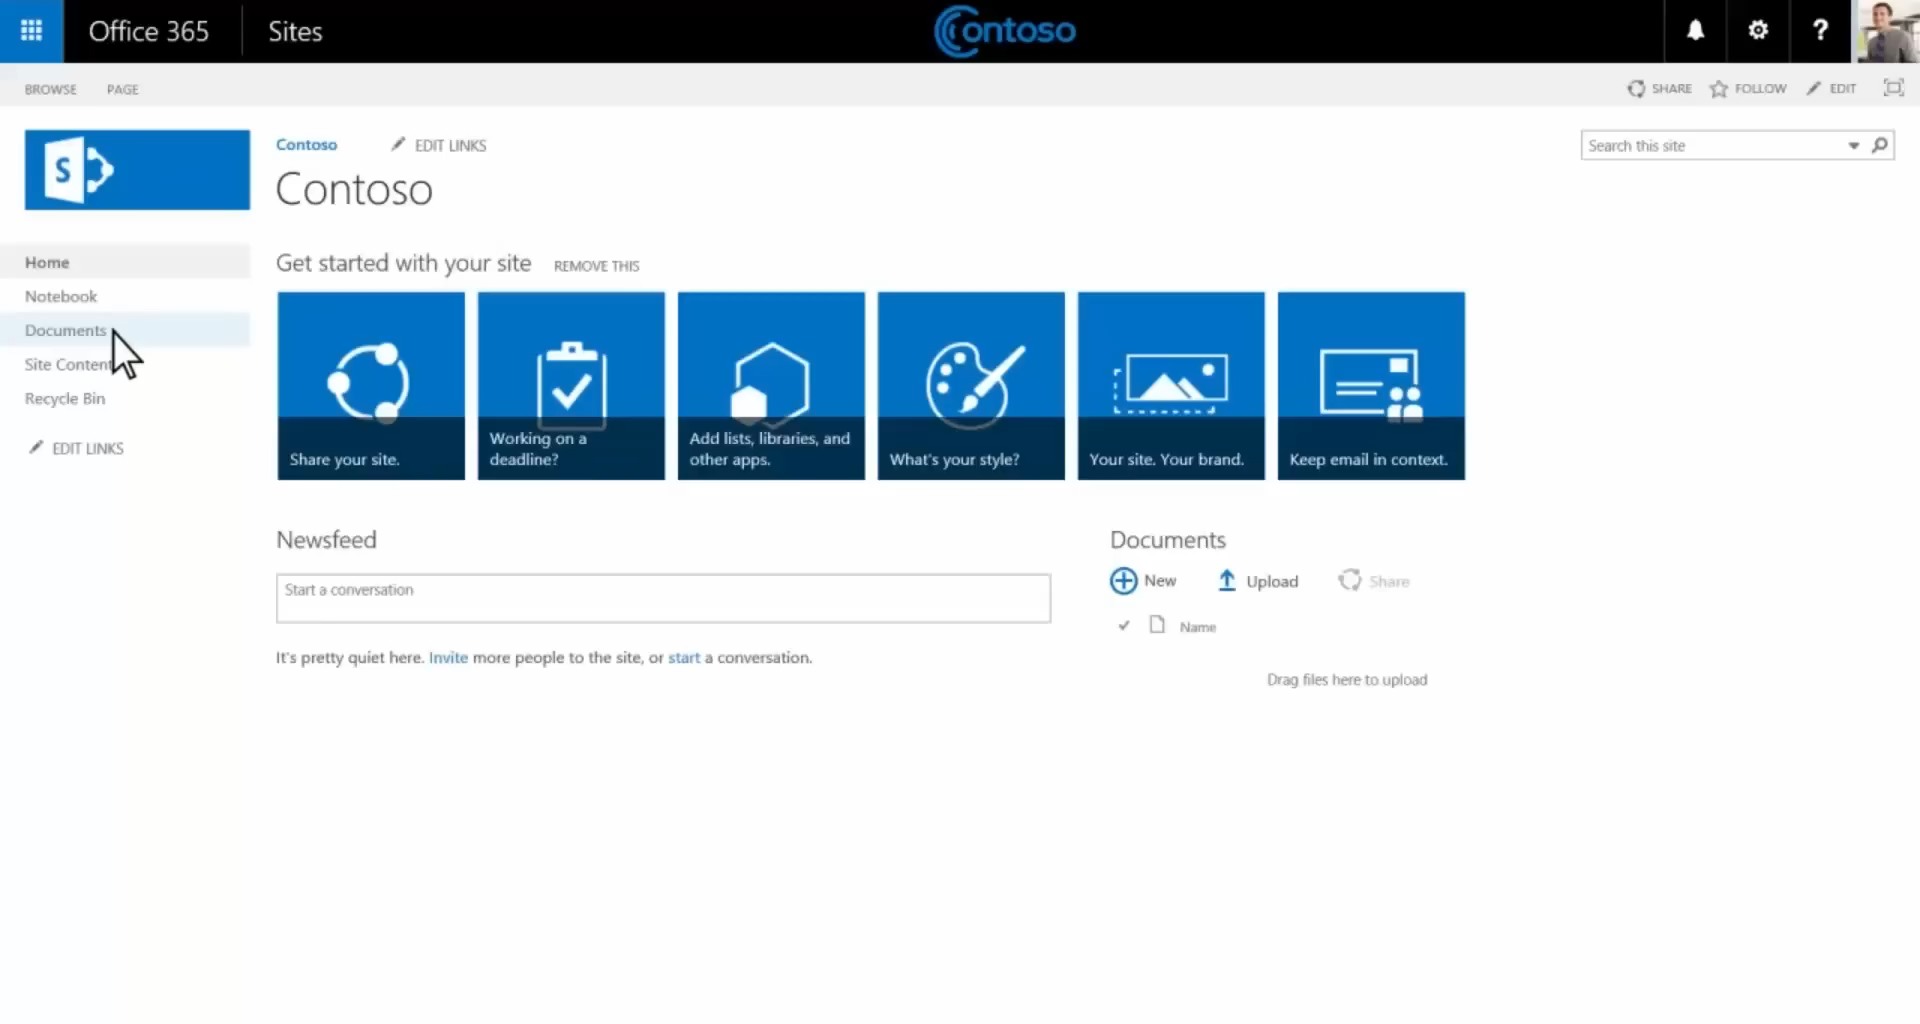 Office 365
Sites
Contoso
BROWSE
PAGE
SHARE
FOLLOW
EDIT
S
Contoso
EDIT LINKS
Search this site
Contoso
Home
Notebook
Documents
Site Content
Recycle Bin
EDIT LINKS
Get started with your site
REMOVE THIS
Share your site.
Working on a
deadline?
Add lists, libraries, and
other apps.
What's your style?
Your site. Your brand.
Keep email in context.
Newsfeed
Start a conversation
It's pretty quiet here. Invite more people to the site, or start a conversation.
Documents
New
Upload
Share
Name
Drag files here to upload